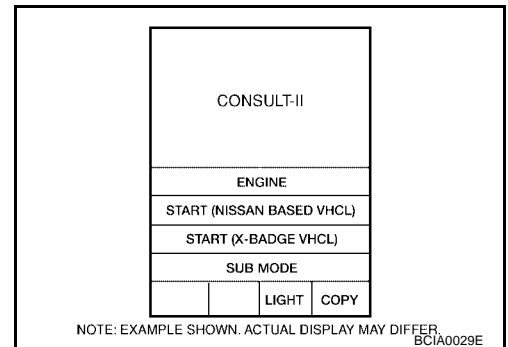 CONSULT-II
ENGINE
START (NISSAN BASED VHCL)
START (X-BADGE VHCL)
SUB MODE
LIGHT COPY
NOTE: EXAMPLE SHOWN. ACTUAL DISPLAY MAY DIFFER.
BCIA0029E